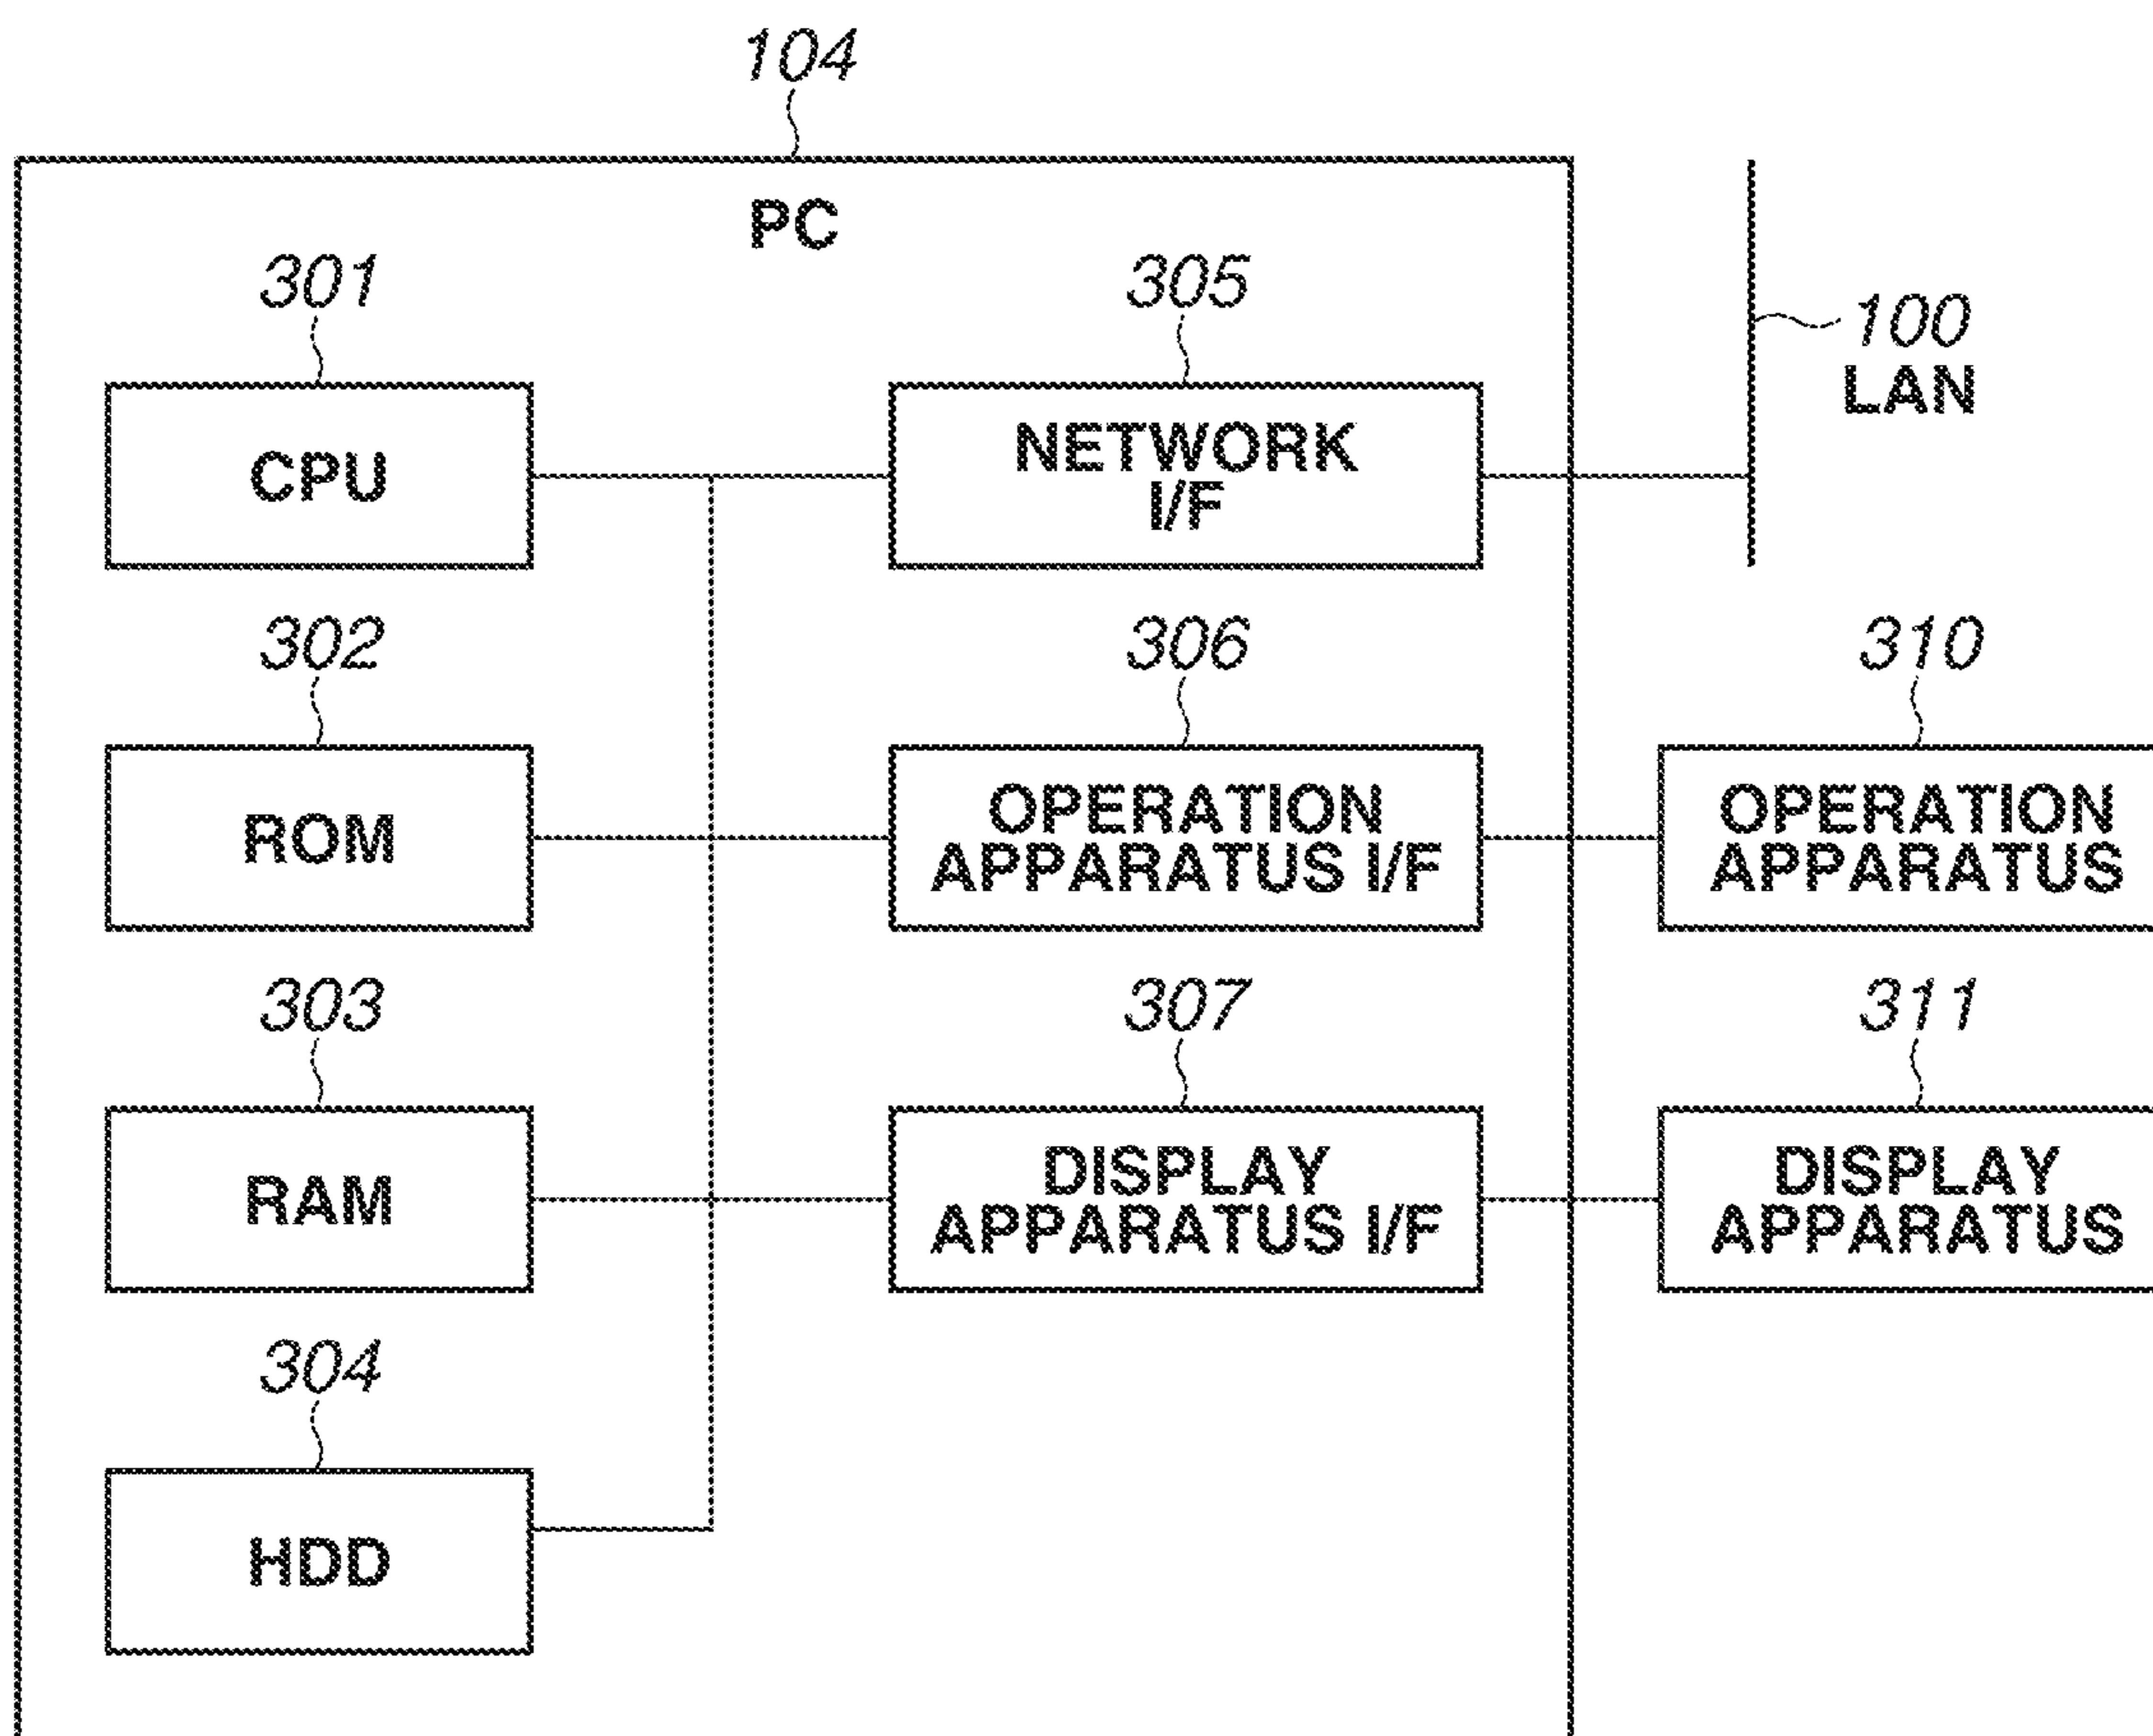 104
PC
301
305
100
LAN
CPU
NETWORK
I/F
302
306
310
ROM
OPERATION
APPARATUS I/F
OPERATION
APPARATUS
303
307
311
RAM
DISPLAY
APPARATUS I/F
DISPLAY
APPARATUS
304
HDD